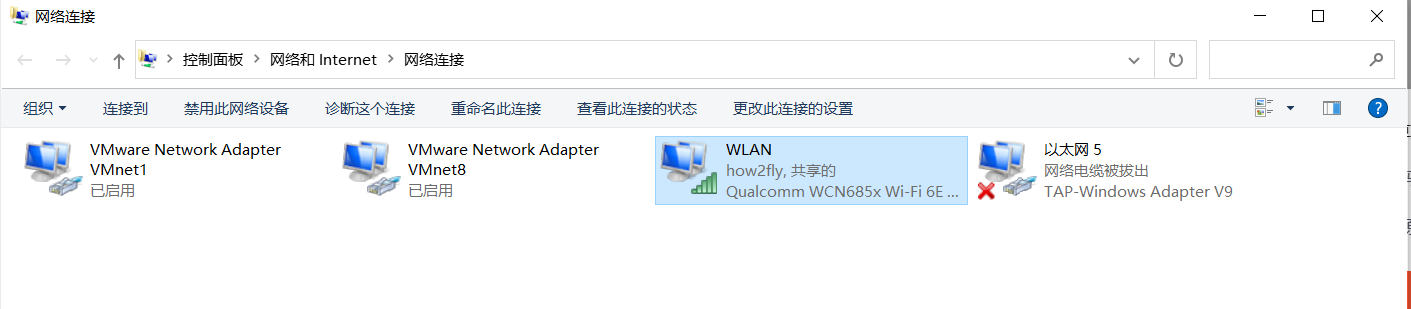 网络连接
控制面板 网络和 Internet 网络连接
组织 连接到 禁用此网络设备 诊断这个连接 重命名此连接 查看此连接的状态 更改此连接的设置
VMware Network Adapter
VMnet1
已启用
VMware Network Adapter
VMnet8
已启用
WLAN
how2fly, 共享的
Qualcomm WCN685x Wi-Fi 6E ...
以太网 5
网络电缆被拔出
TAP-Windows Adapter V9